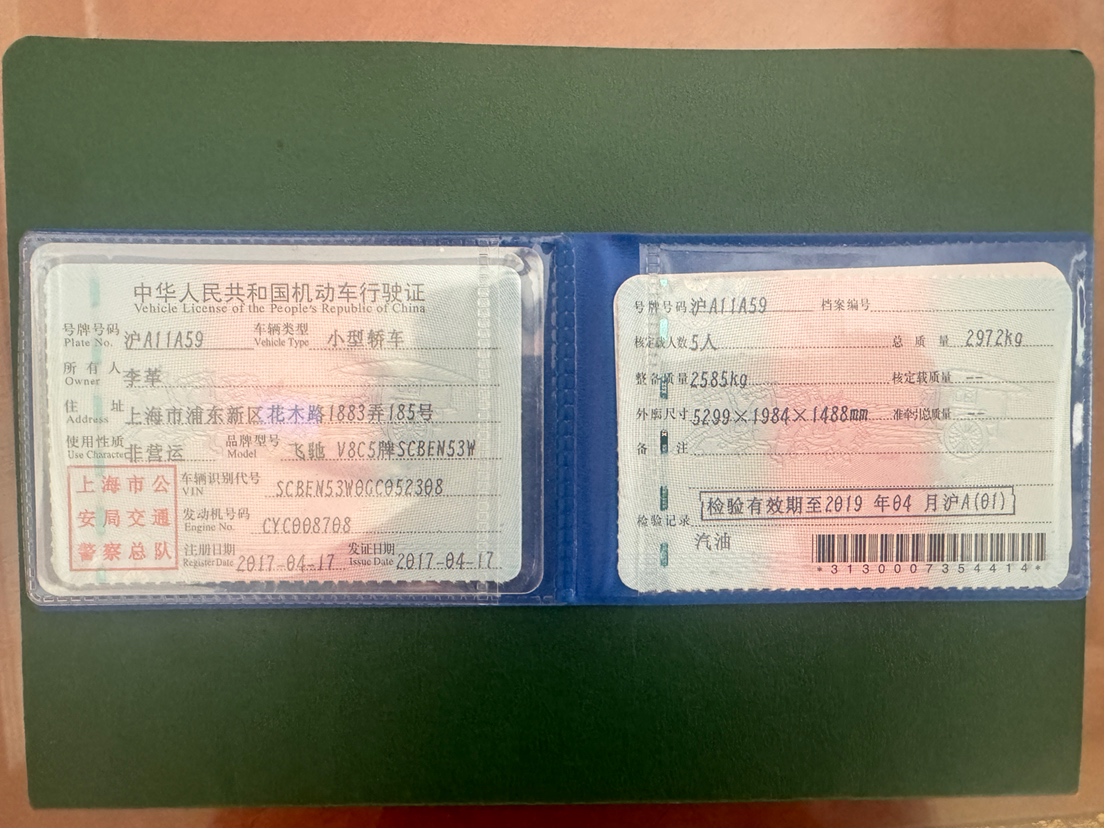 中华人民共和国机动车行驶证
Vehicle License of the People's Republic of China
号牌号码 沪A11A59 车辆类型 小型轿车
Plate No. Vehicle Type
所有人 李革
Owner
住址 上海市浦东新区花木路1883弄185号
Address
使用性质 非营运 品牌型号 飞驰 V8C5牌SCBEN53W
Use Character Model
上海市公
安局交通
警察总队
车辆识别代号 SCBEN53W0GC052308
VIN
发动机号码 CYC008708
Engine No.
注册日期 2017-04-17 发证日期 2017-04-17
Register Date Issue Date
号牌号码 沪A11A59 档案编号
核定载人数 5人 总质量 2972kg
整备质量 2585kg 核定载质量 --
外廓尺寸 5299×1984×1488mm 准牵引总质量 --
备注
检验有效期至2019 年04 月沪A(01)
检验记录
汽油
*3130007354414*